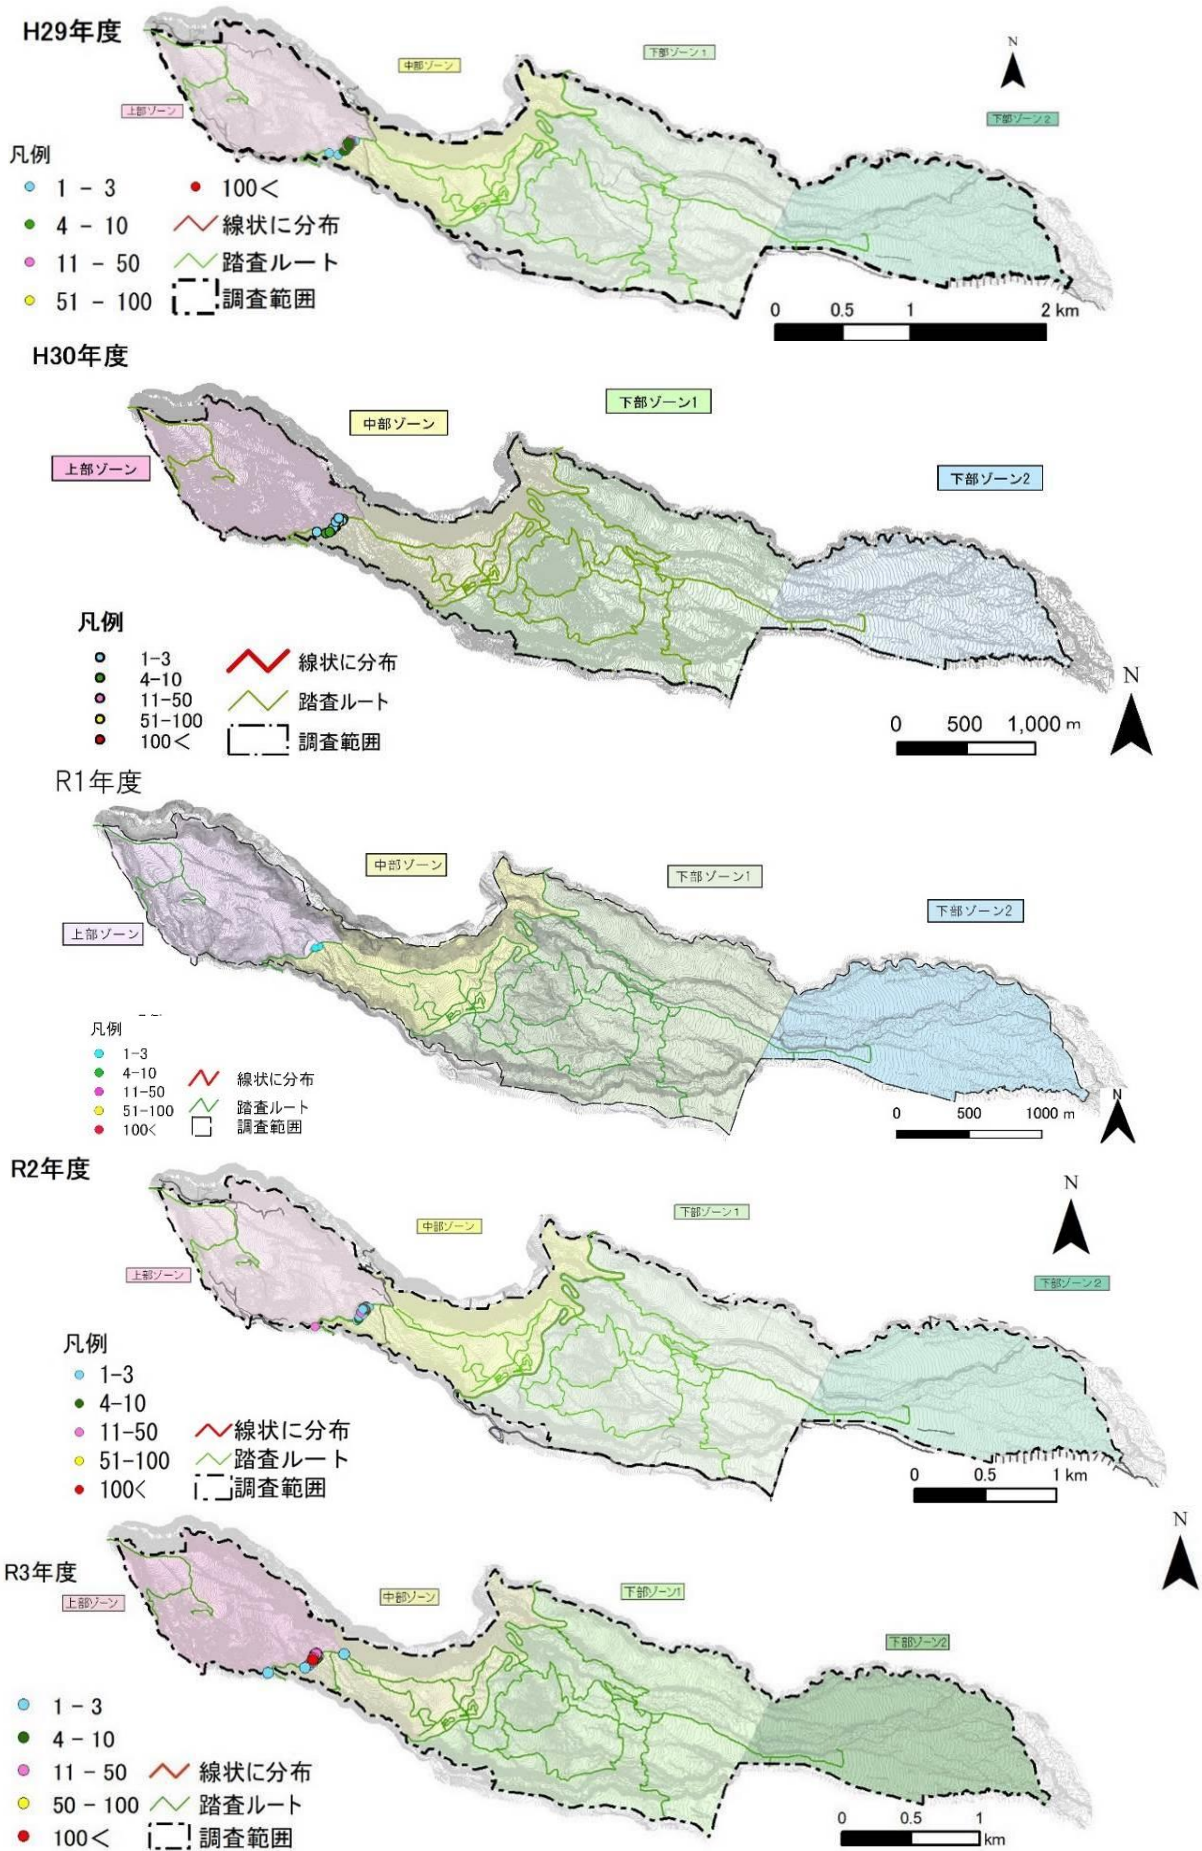 H29年度
N
下部ゾーン1
中部ゾーン
上部ゾーン
下部ゾーン2
凡例
1 - 3
100<
4 - 10
線状に分布
11 - 50
踏査ルート
51 - 100
調査範囲
0 0.5 1 2 km
H30年度
下部ゾーン1
中部ゾーン
上部ゾーン
下部ゾーン2
凡例
1-3
線状に分布
4-10
11-50
踏査ルート
51-100
100<
調査範囲
N
0 500 1,000 m
R1年度
中部ゾーン
下部ゾーン1
下部ゾーン2
上部ゾーン
凡例
1-3
4-10
線状に分布
11-50
51-100
踏査ルート
100<
調査範囲
N
0 500 1000 m
R2年度
N
下部ゾーン1
中部ゾーン
上部ゾーン
下部ゾーン2
凡例
1-3
4-10
11-50
線状に分布
51-100
踏査ルート
100<
調査範囲
0 0.5 1 km
N
R3年度
下部ゾーン1
中部ゾーン
上部ゾーン
下部ゾーン2
1 - 3
4 - 10
11 - 50
線状に分布
50 - 100
踏査ルート
100<
調査範囲
0 0.5 1
km